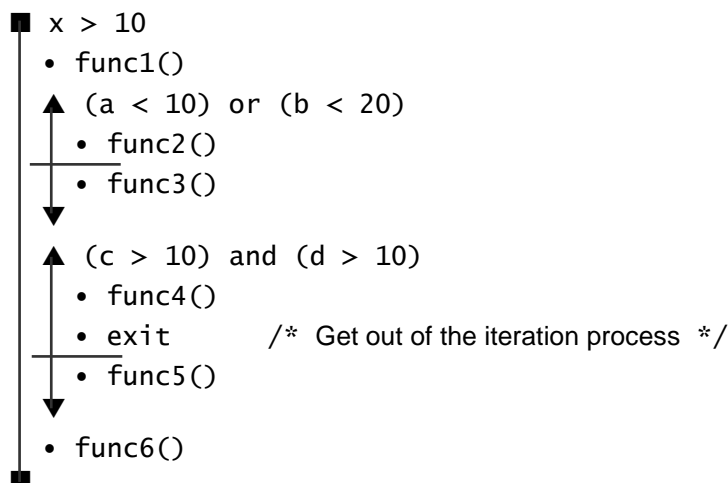 x > 10
• func1()
(a < 10) or (b < 20)
• func2()
• func3()
(c > 10) and (d > 10)
• func4()
• exit /* Get out of the iteration process */
• func5()
• func6()